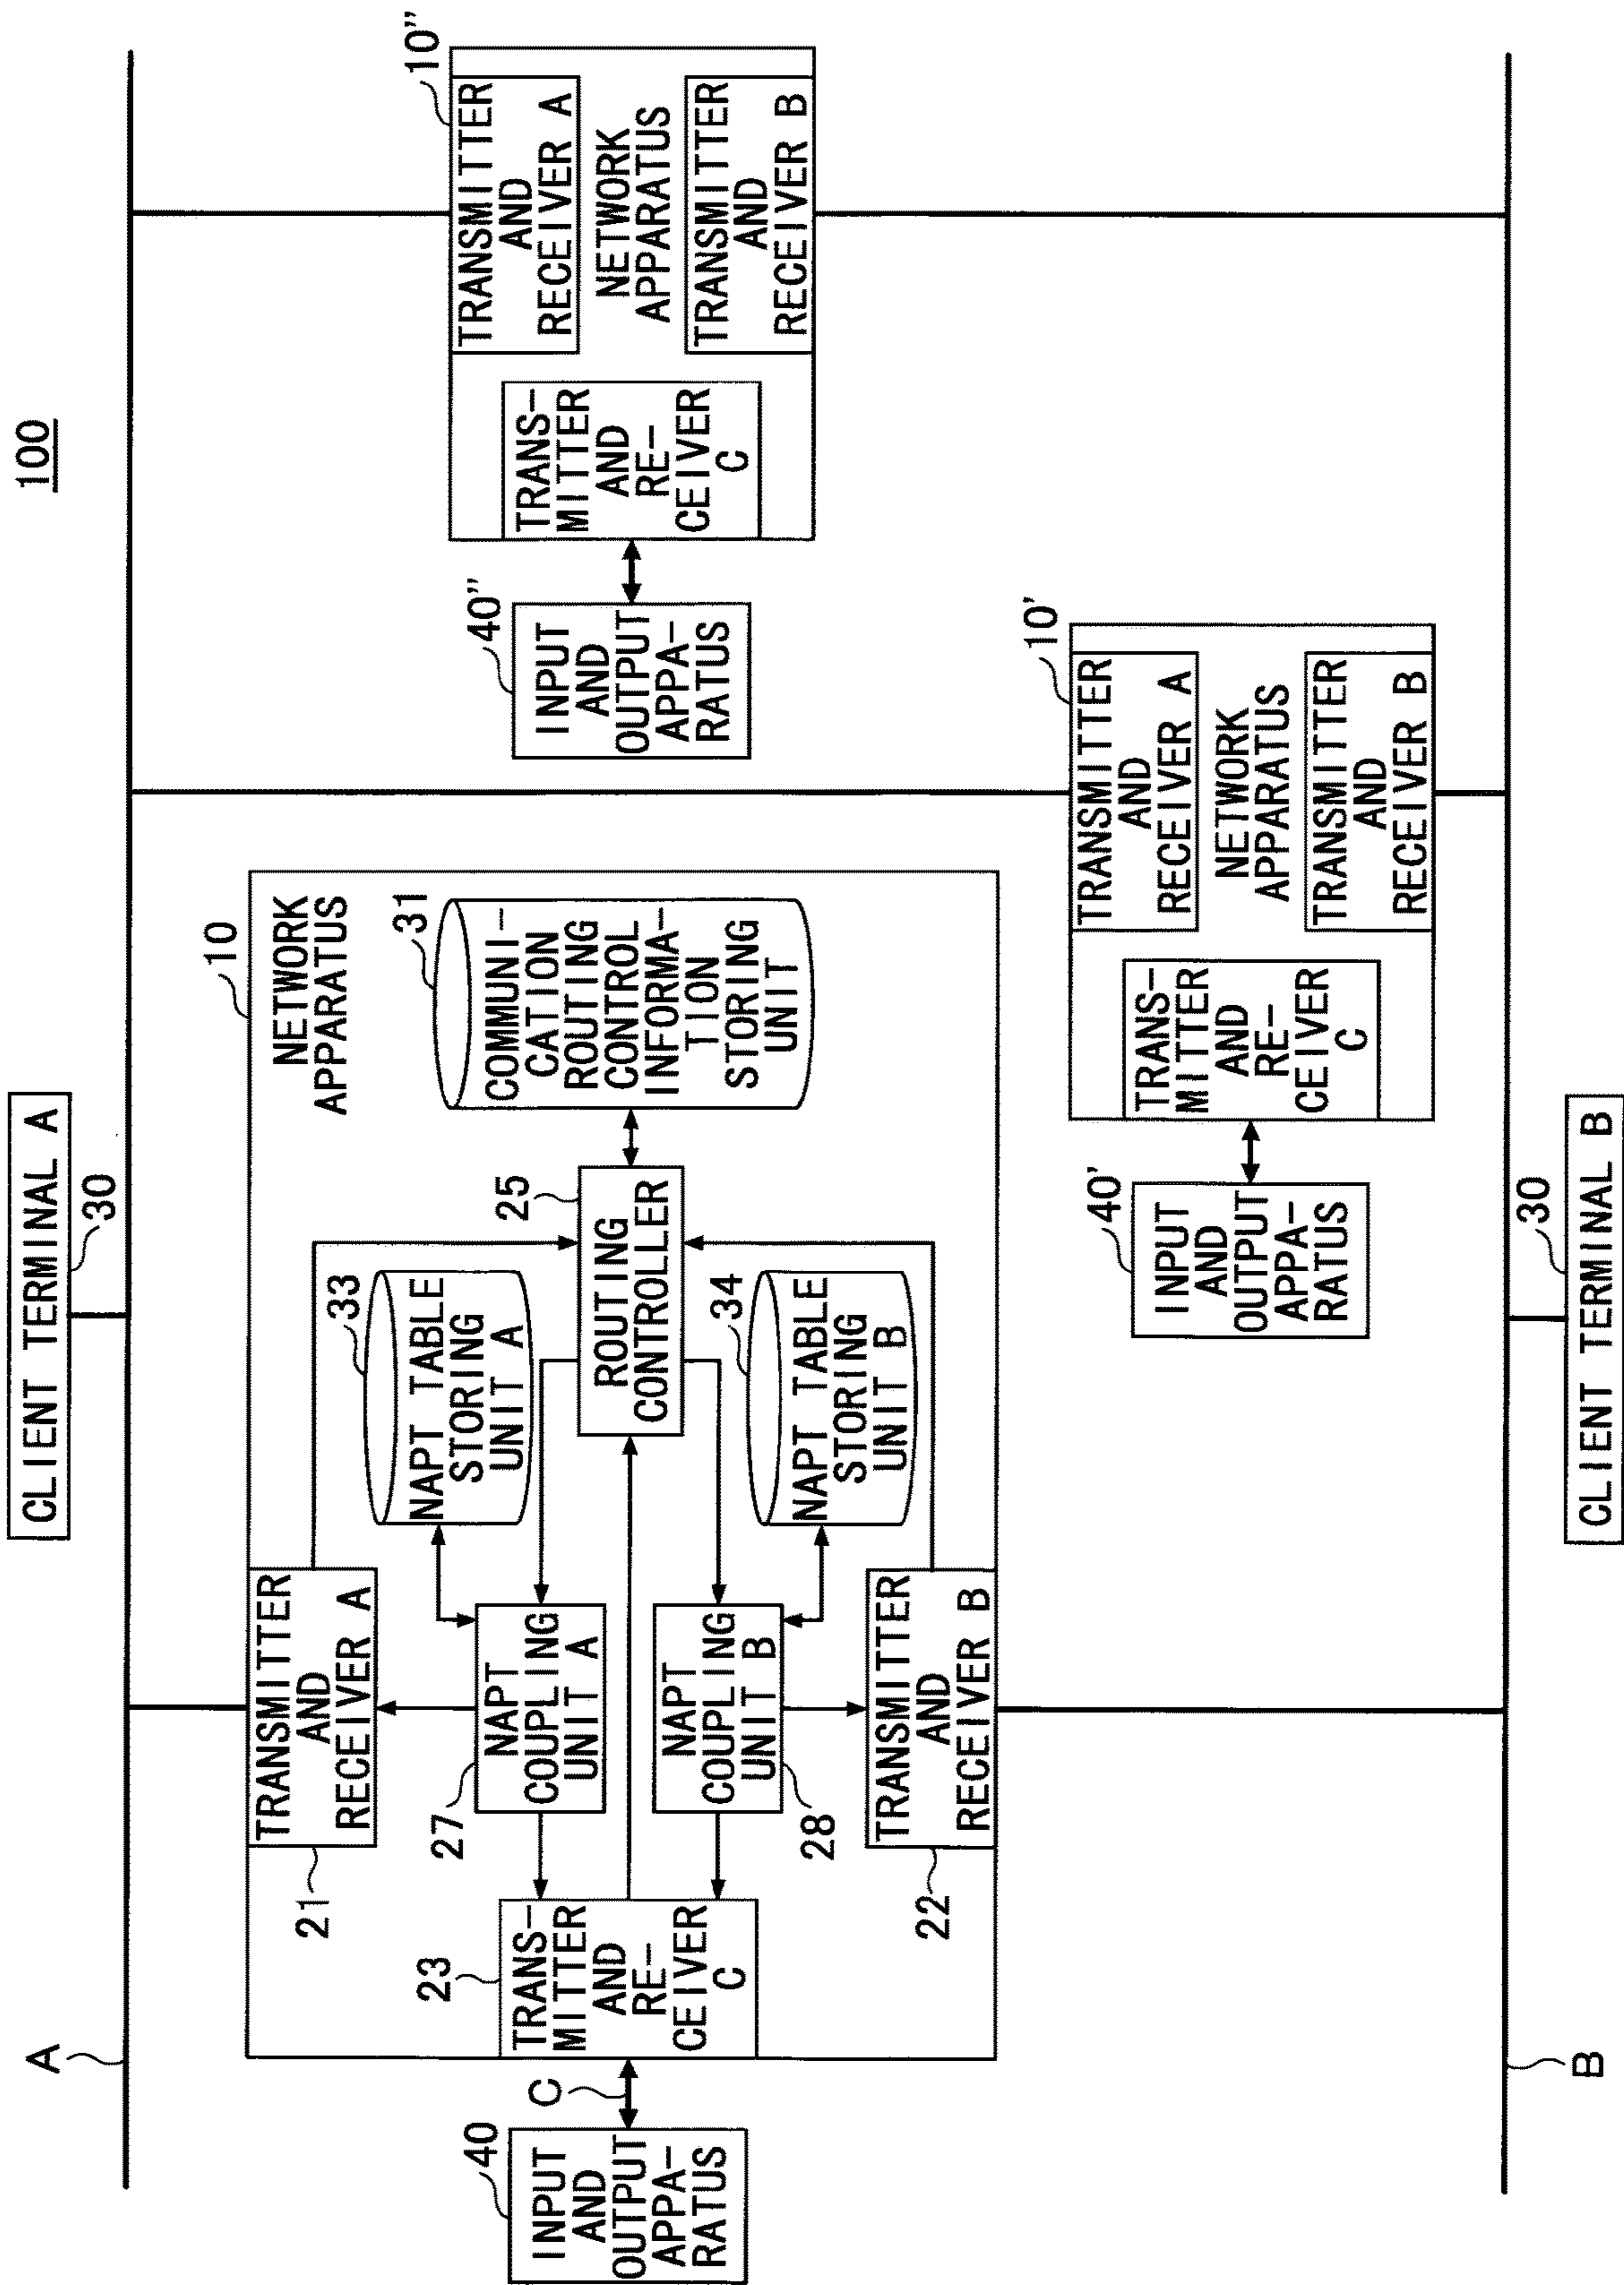 100
CLIENT TERMINAL A
30
A
10
NETWORK
APPARATUS
21
TRANSMITTER
AND
RECEIVER A
33
NAPT TABLE
STORING
UNIT A
31
COMMUNI-
CATION
ROUTING
CONTROL
INFORMA-
TION
STORING
UNIT
27
NAPT
COUPLING
UNIT A
25
ROUTING
CONTROLLER
40
INPUT
AND
OUTPUT
APPA-
RATUS
C
23
TRANS-
MITTER
AND
RE-
CEIVER
C
28
NAPT
COUPLING
UNIT B
34
NAPT TABLE
STORING
UNIT B
22
TRANSMITTER
AND
RECEIVER B
40''
INPUT
AND
OUTPUT
APPA-
RATUS
TRANS-
MITTER
AND
RE-
CEIVER
C
10''
TRANSMITTER
AND
RECEIVER A
NETWORK
APPARATUS
TRANSMITTER
AND
RECEIVER B
40'
INPUT
AND
OUTPUT
APPA-
RATUS
TRANS-
MITTER
AND
RE-
CEIVER
C
10'
TRANSMITTER
AND
RECEIVER A
NETWORK
APPARATUS
TRANSMITTER
AND
RECEIVER B
B
30
CLIENT TERMINAL B